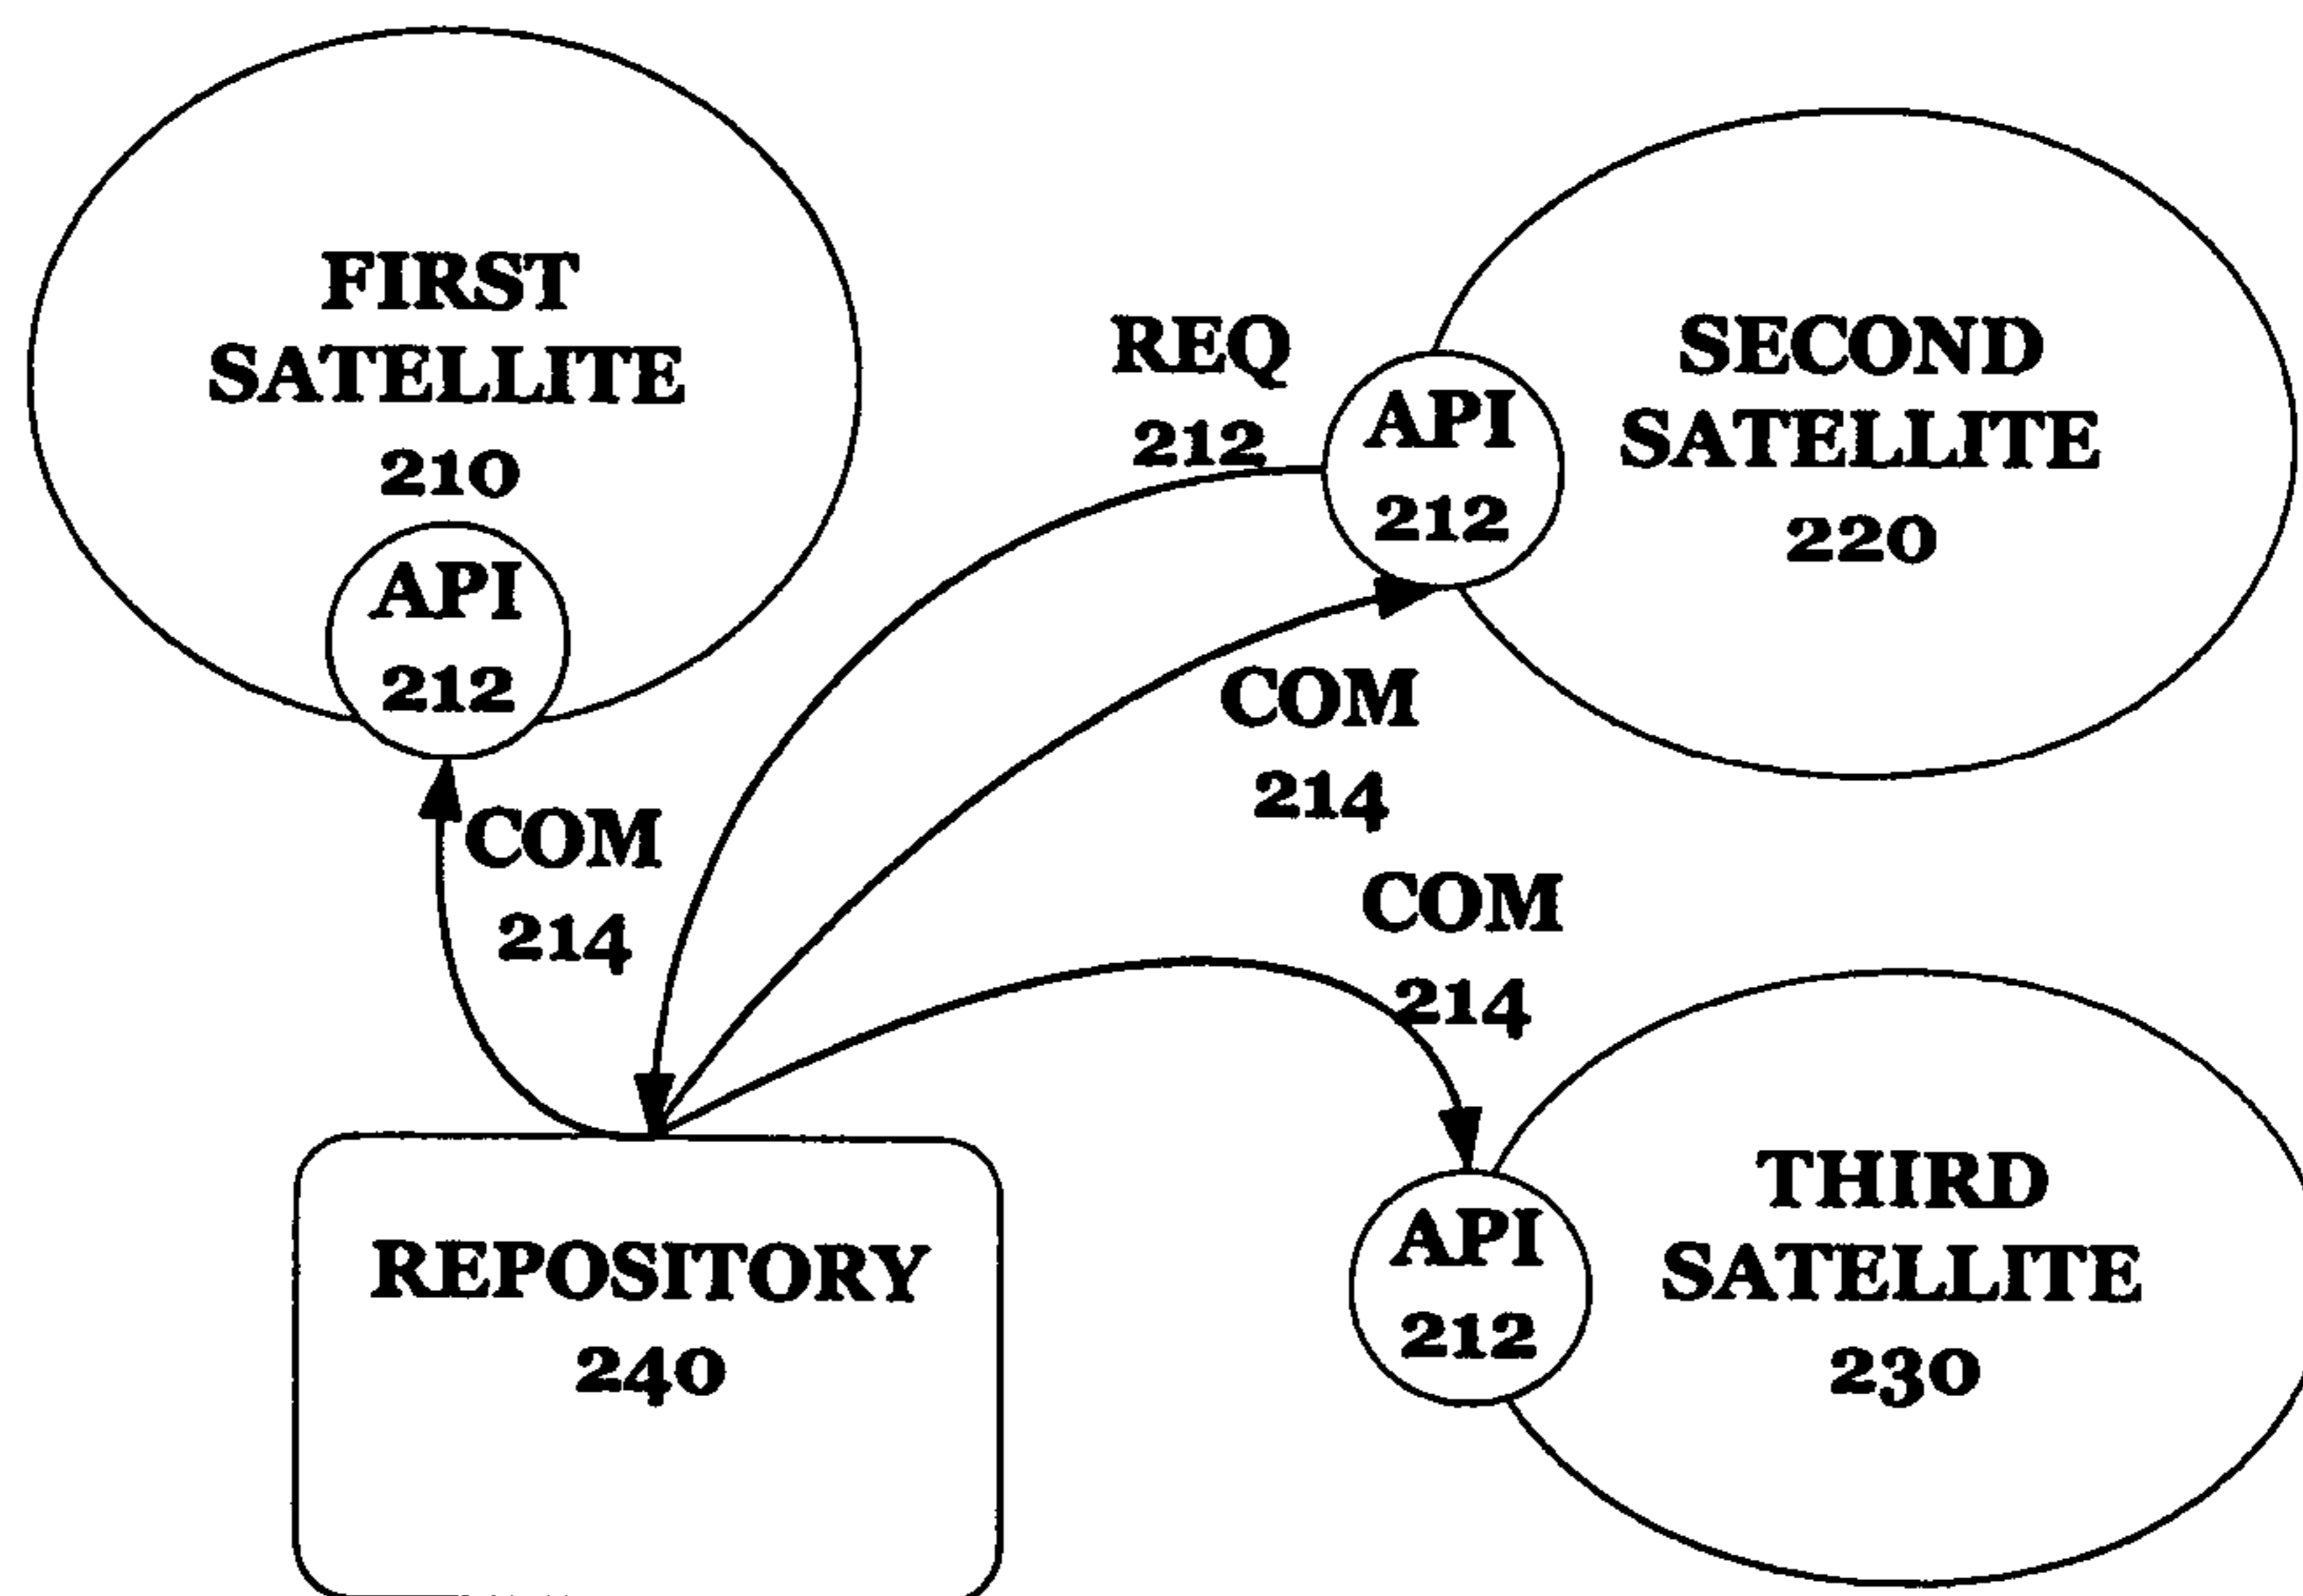 FIRST
SATELLITE
210
API
212
REQ
212
API
212
SECOND
SATELLITE
220
COM
214
COM
214
COM
214
REPOSITORY
240
API
212
THIRD
SATELLITE
230